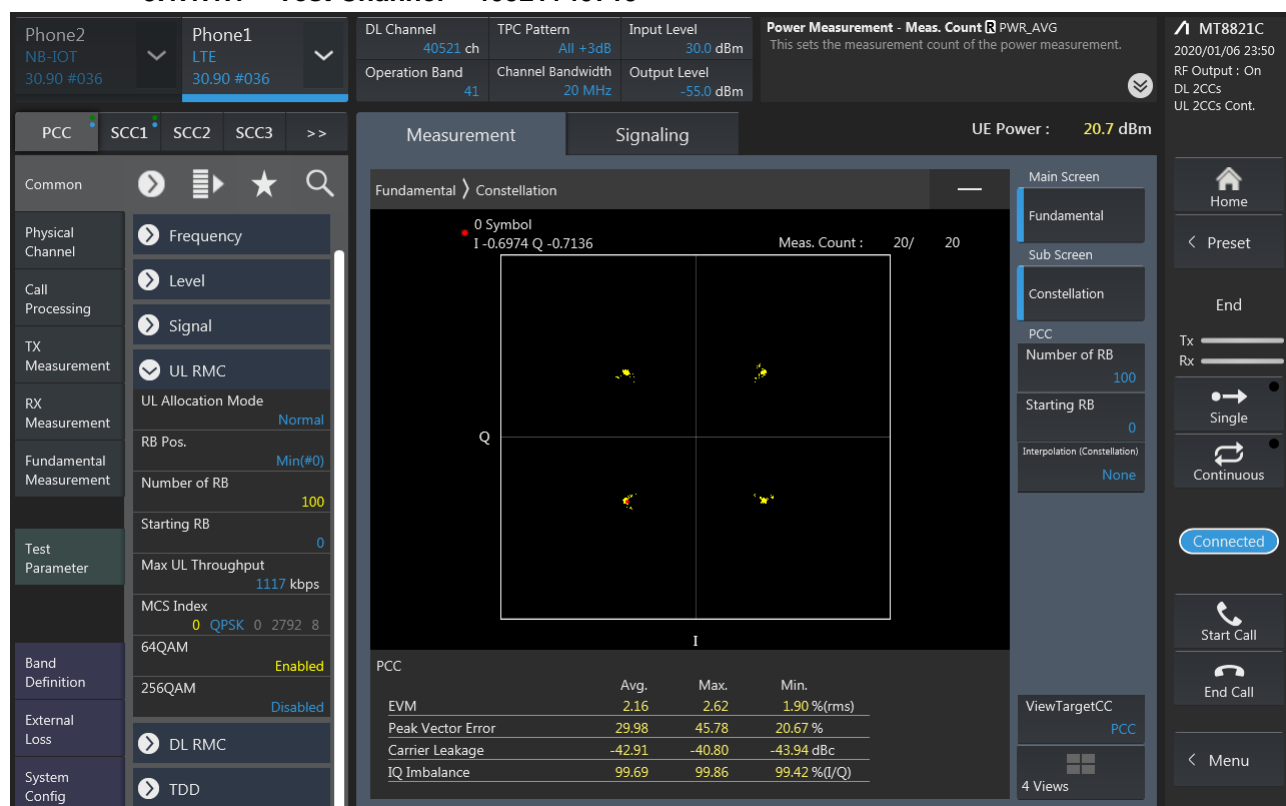 Phone2
NB-IOT
30.90 #036
Phone1
LTE
30.90 #036
DL Channel
40521 ch
TPC Pattern
All +3dB
Input Level
30.0 dBm
Operation Band
41
Channel Bandwidth
20 MHz
Output Level
-55.0 dBm
Power Measurement - Meas. Count R PWR_AVG
This sets the measurement count of the power measurement.
MT8821C
2020/01/06 23:50
RF Output : On
DL 2CCs
UL 2CCs Cont.
PCC SCC1 SCC2 SCC3 >>
Measurement
Signaling
UE Power : 20.7 dBm
Common
Physical
Channel
Call
Processing
TX
Measurement
RX
Measurement
Fundamental
Measurement
Test
Parameter
Band
Definition
External
Loss
System
Config
Frequency
Level
Signal
UL RMC
UL Allocation Mode
Normal
RB Pos.
Min(#0)
Number of RB
100
Starting RB
0
Max UL Throughput
1117 kbps
MCS Index
0 QPSK 0 2792 8
64QAM
Enabled
256QAM
Disabled
DL RMC
TDD
Fundamental ⟩ Constellation
0 Symbol
I -0.6974 Q -0.7136
Meas. Count : 20/ 20
Q
I
PCC
Avg. Max. Min.
EVM 2.16 2.62 1.90 %(rms)
Peak Vector Error 29.98 45.78 20.67 %
Carrier Leakage -42.91 -40.80 -43.94 dBc
IQ Imbalance 99.69 99.86 99.42 %(I/Q)
Main Screen
Fundamental
Sub Screen
Constellation
PCC
Number of RB
100
Starting RB
0
Interpolation (Constellation)
None
ViewTargetCC
PCC
4 Views
Home
< Preset
End
Tx
Rx
Single
Continuous
Connected
Start Call
End Call
< Menu